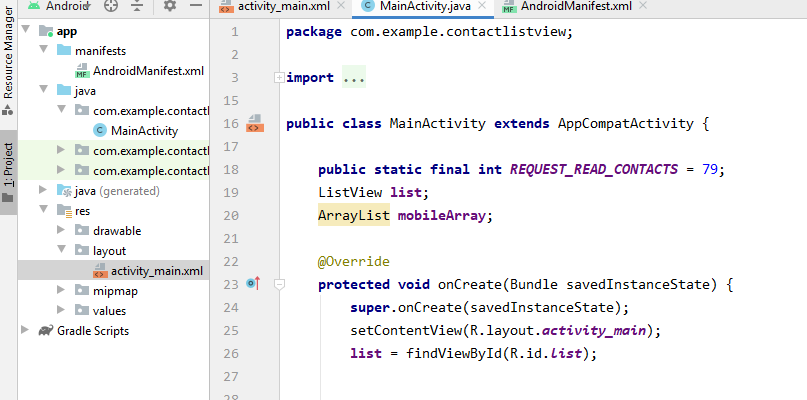 Android
activity_main.xml
MainActivity.java
AndroidManifest.xml
Resource Manager
1: Project
app
manifests
AndroidManifest.xml
java
com.example.contactl
MainActivity
com.example.contactl
com.example.contactl
java (generated)
res
drawable
layout
activity_main.xml
mipmap
values
Gradle Scripts
1 package com.example.contactlistview;
2
3 import ...
15
16 public class MainActivity extends AppCompatActivity {
17
18 public static final int REQUEST_READ_CONTACTS = 79;
19 ListView list;
20 ArrayList mobileArray;
21
22 @Override
23 protected void onCreate(Bundle savedInstanceState) {
24 super.onCreate(savedInstanceState);
25 setContentView(R.layout.activity_main);
26 list = findViewById(R.id.list);
27
28